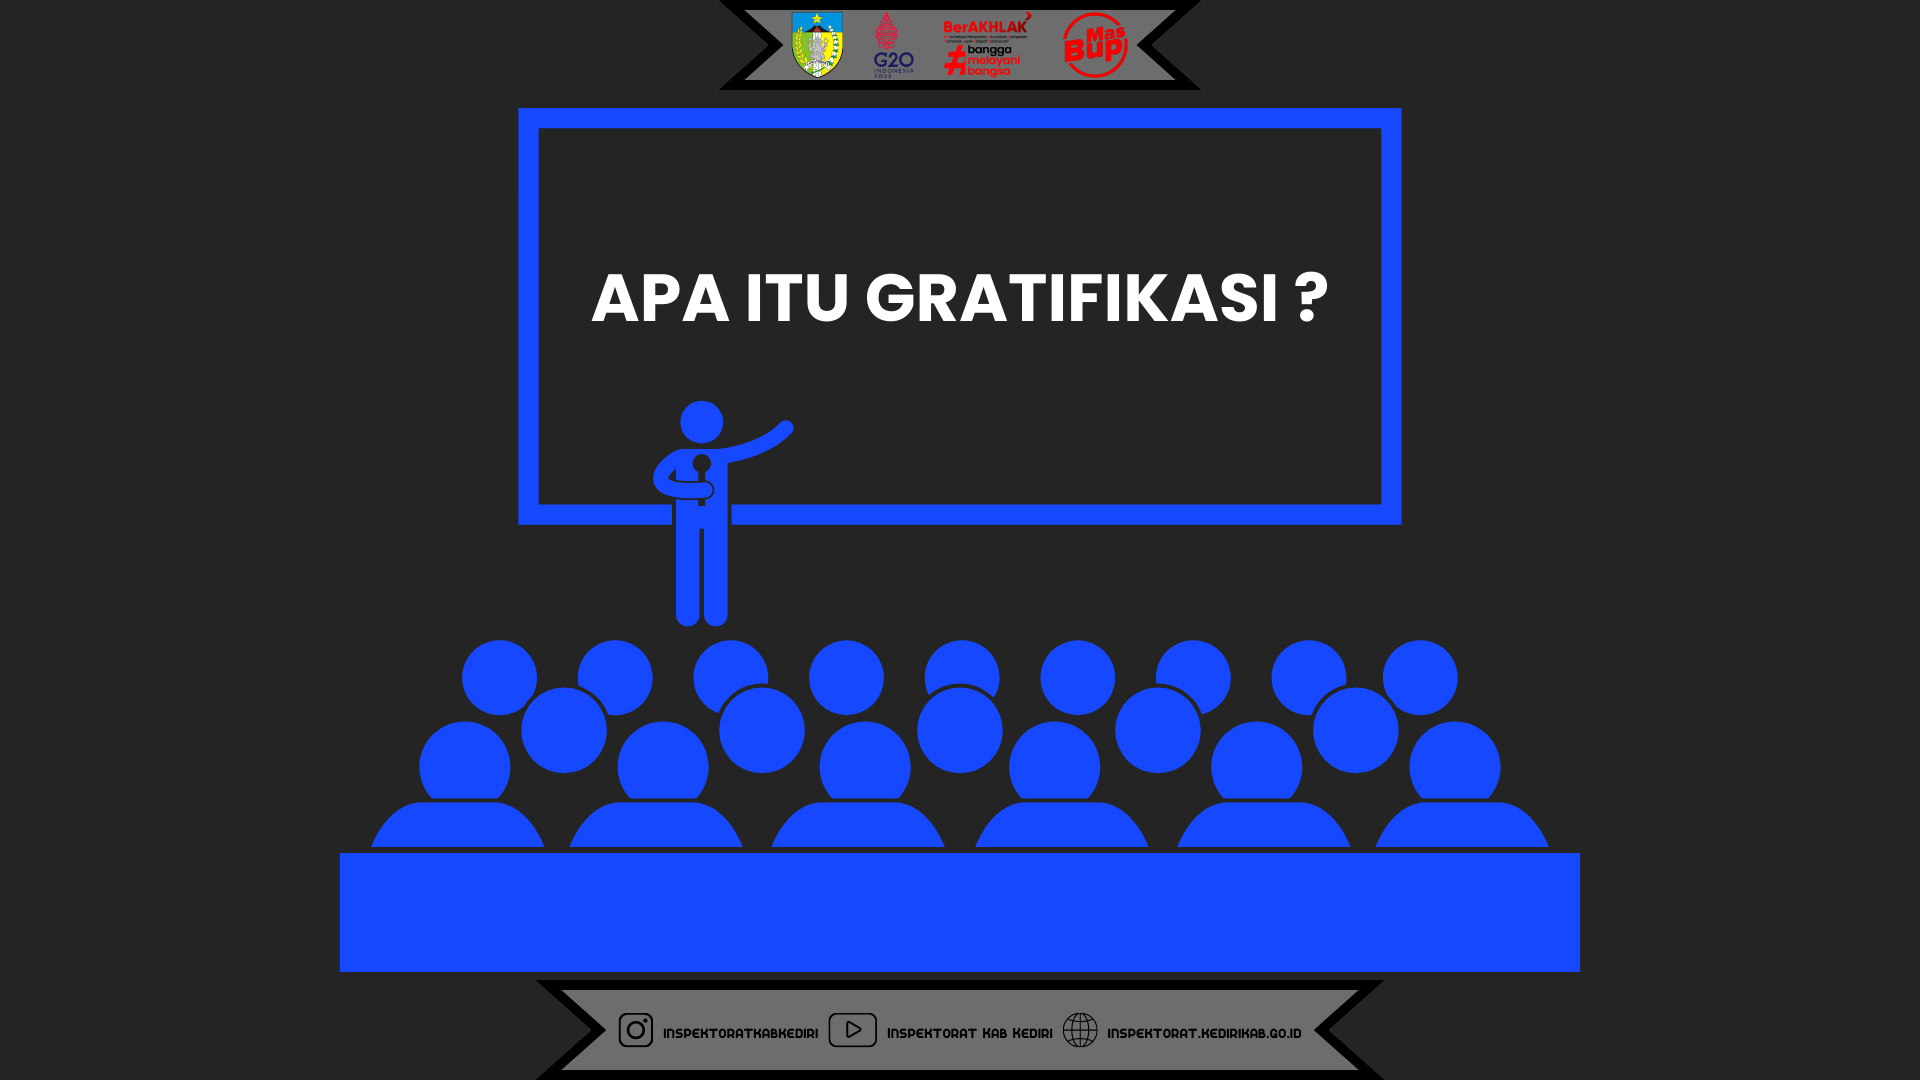 BerAKHLAK
G20
INDONESIA
2022
#bangga
melayani
bangsa
Mas
Bup
APA ITU GRATIFIKASI ?
INSPEKTORATKABKEDIRI
INSPEKTORAT KAB KEDIRI
INSPEKTORAT.KEDIRIKAB.GO.ID